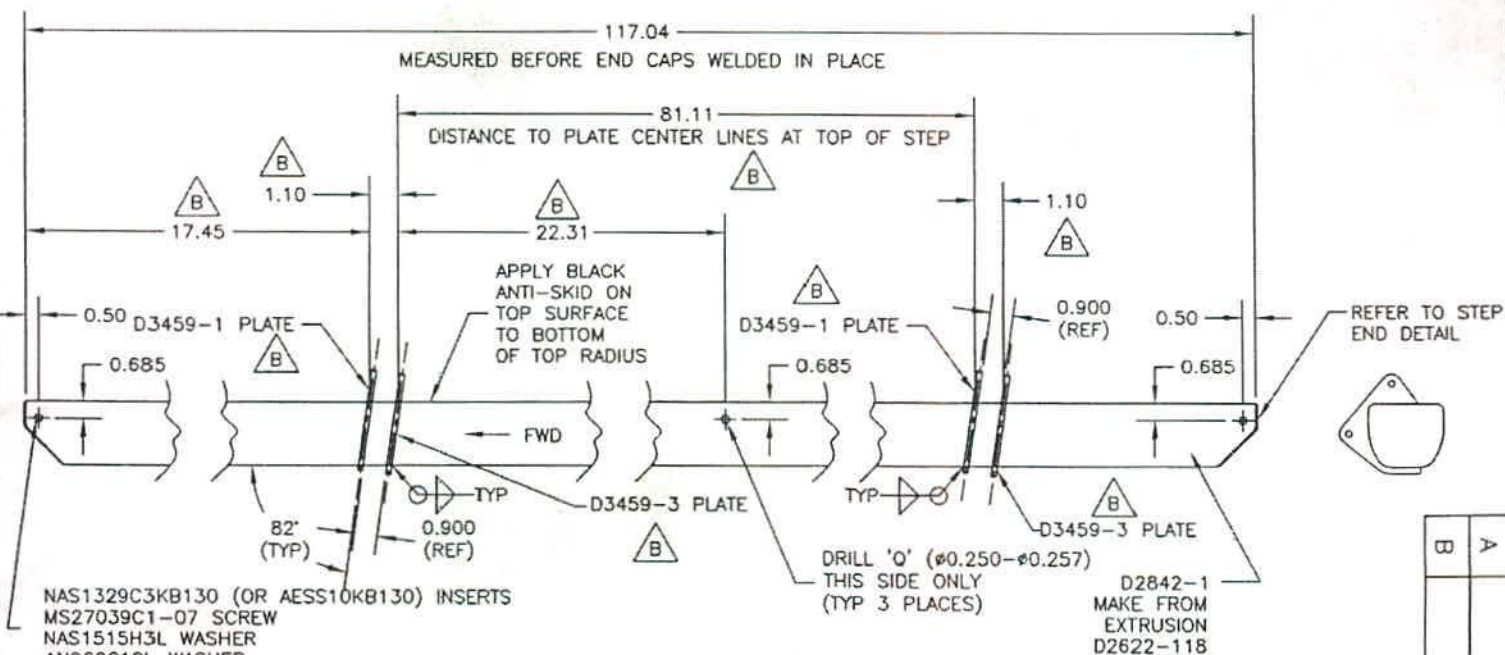 117.04
MEASURED BEFORE END CAPS WELDED IN PLACE
81.11
DISTANCE TO PLATE CENTER LINES AT TOP OF STEP
B
B
1.10
B
17.45
B
22.31
1.10
B
APPLY BLACK
ANTI-SKID ON
TOP SURFACE
TO BOTTOM
OF TOP RADIUS
B
0.50
D3459-1 PLATE
B
D3459-1 PLATE
0.900
(REF)
0.50
REFER TO STEP
END DETAIL
0.685
0.685
0.685
FWD
TYP
D3459-3 PLATE
B
TYP
B
D3459-3 PLATE
82°
(TYP)
0.900
(REF)
DRILL 'Q' (ø0.250-ø0.257)
THIS SIDE ONLY
(TYP 3 PLACES)
D2842-1
MAKE FROM
EXTRUSION
D2622-118
NAS1329C3KB130 (OR AESS10KB130) INSERTS
MS27039C1-07 SCREW
NAS1515H3L WASHER
A
B